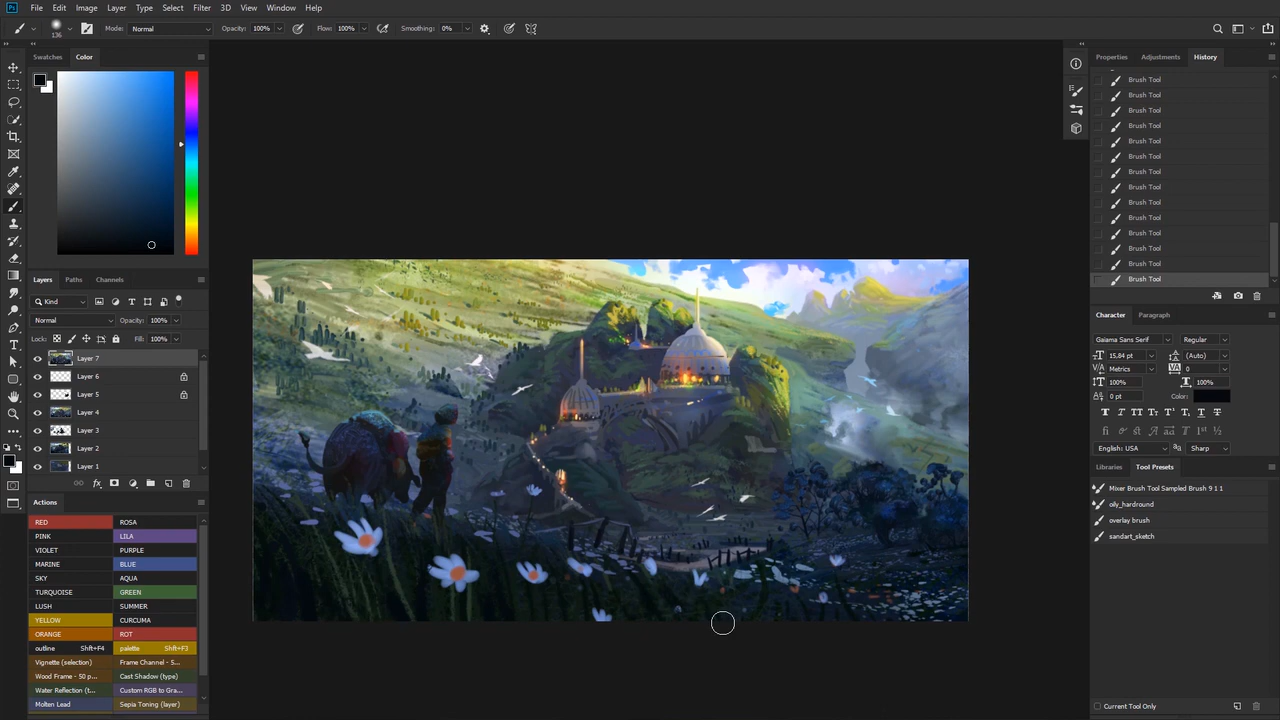 Ps File Edit Image Layer Type Select Filter 3D View Window Help
136 Mode: Normal Opacity: 100% Flow: 100% Smoothing: 0%
Swatches Color
Layers Paths Channels
Kind
Normal Opacity: 100%
Lock: Fill: 100%
Layer 7
Layer 6
Layer 5
Layer 4
Layer 3
Layer 2
Layer 1
fx
Actions
RED ROSA
PINK LILA
VIOLET PURPLE
MARINE BLUE
SKY AQUA
TURQUOISE GREEN
LUSH SUMMER
YELLOW CURCUMA
ORANGE ROT
outline Shft+F4 palette Shft+F3
Vignette (selection) Frame Channel - 5...
Wood Frame - 50 p... Cast Shadow (type)
Water Reflection (t... Custom RGB to Gra...
Molten Lead Sepia Toning (layer)
Properties Adjustments History
Brush Tool
Brush Tool
Brush Tool
Brush Tool
Brush Tool
Brush Tool
Brush Tool
Brush Tool
Brush Tool
Brush Tool
Brush Tool
Brush Tool
Brush Tool
Brush Tool
Character Paragraph
Galama Sans Serif Regular
15,84 pt (Auto)
Metrics 0
100% 100%
0 pt Color:
English: USA Sharp
Libraries Tool Presets
Mixer Brush Tool Sampled Brush 9 1 1
oily_hardround
overlay brush
sandart_sketch
Current Tool Only